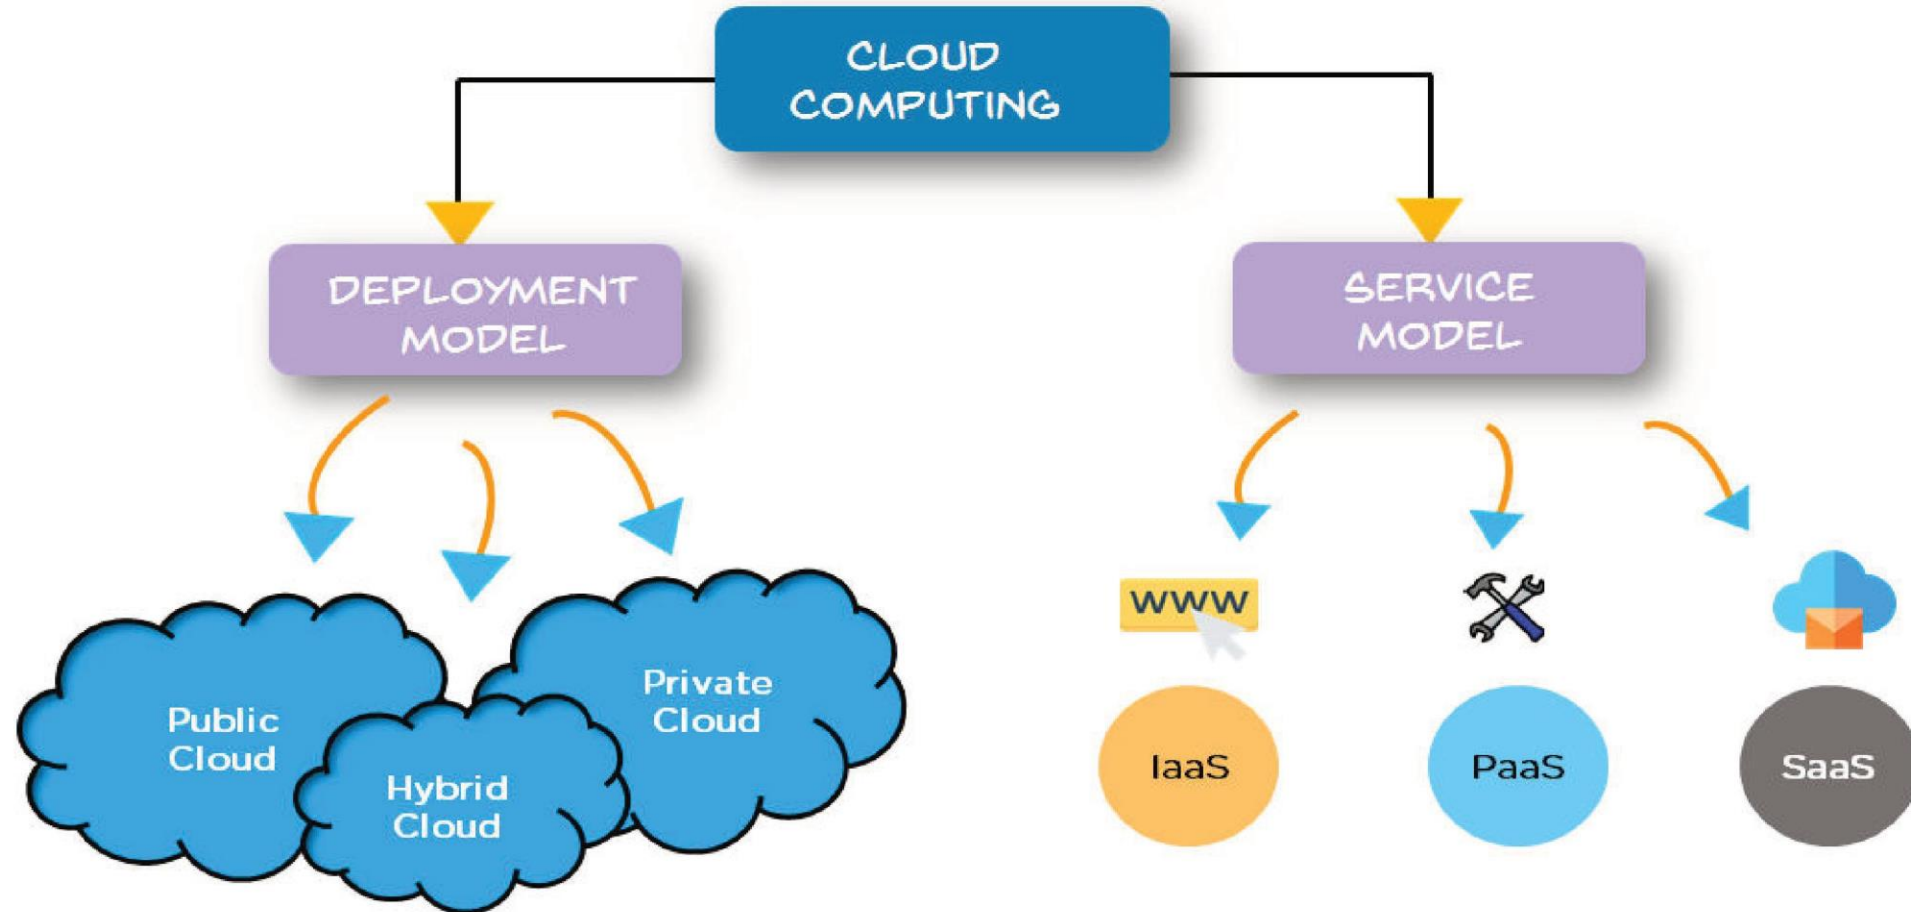 CLOUD
COMPUTING
DEPLOYMENT
MODEL
SERVICE
MODEL
Public
Cloud
Hybrid
Cloud
Private
Cloud
WWW
IaaS
PaaS
SaaS